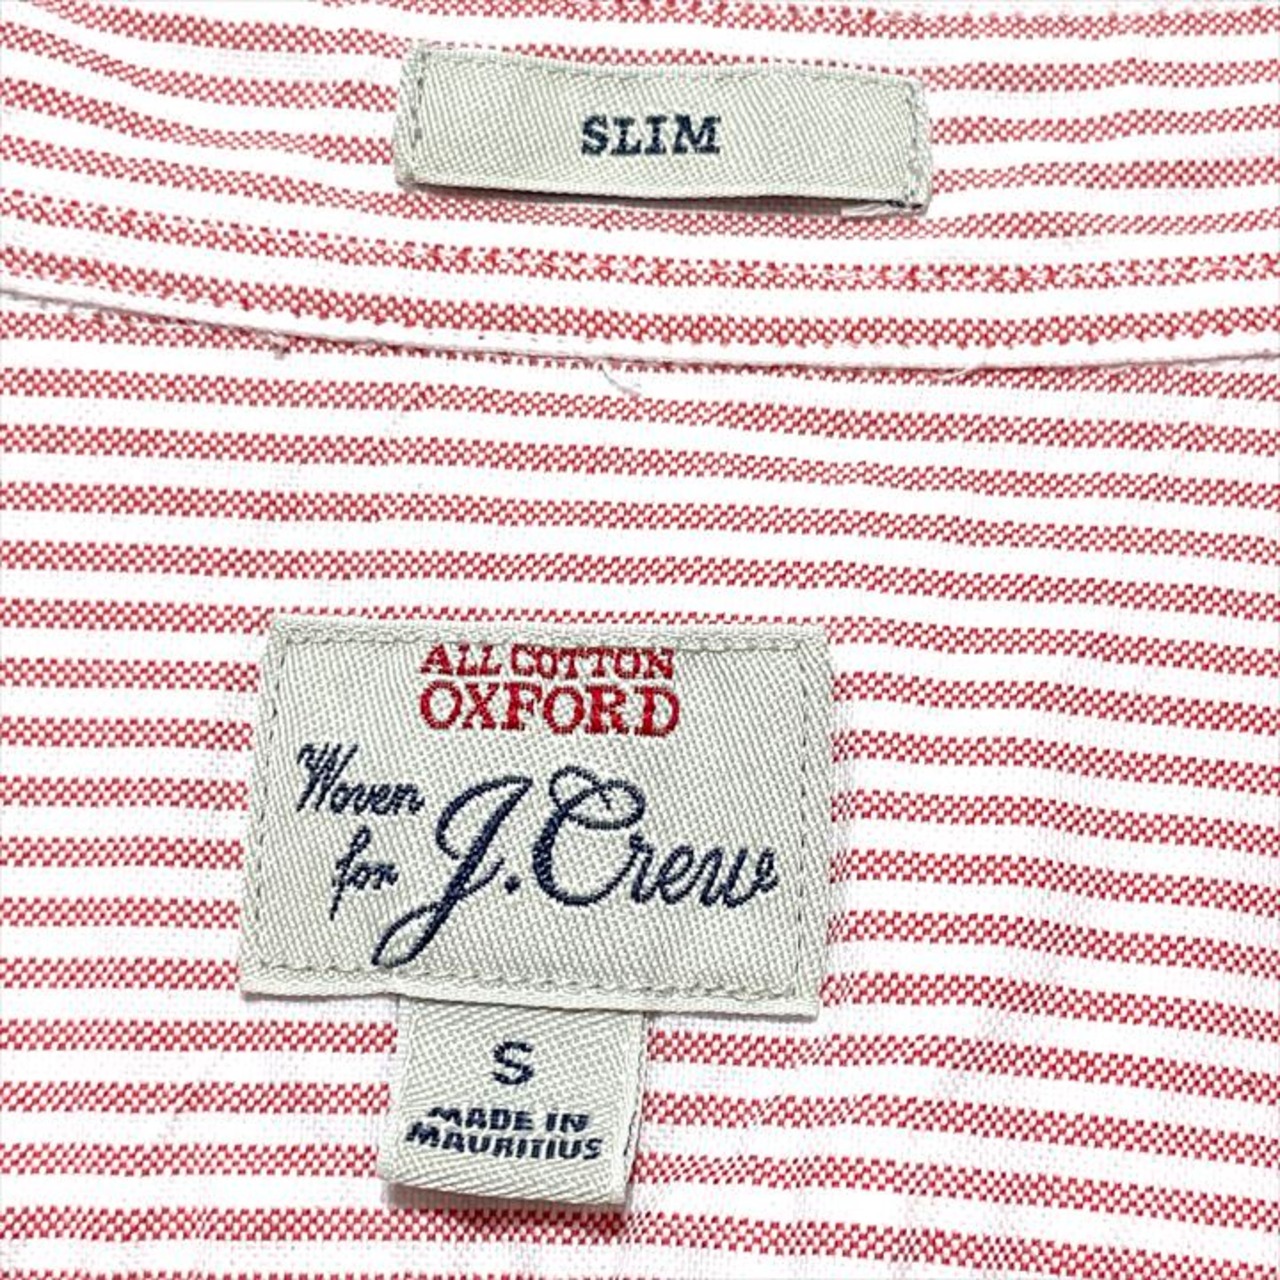 SLIM
ALL COTTON
OXFORD
Woven
for J.Crew
S
MADE IN
MAURITIUS